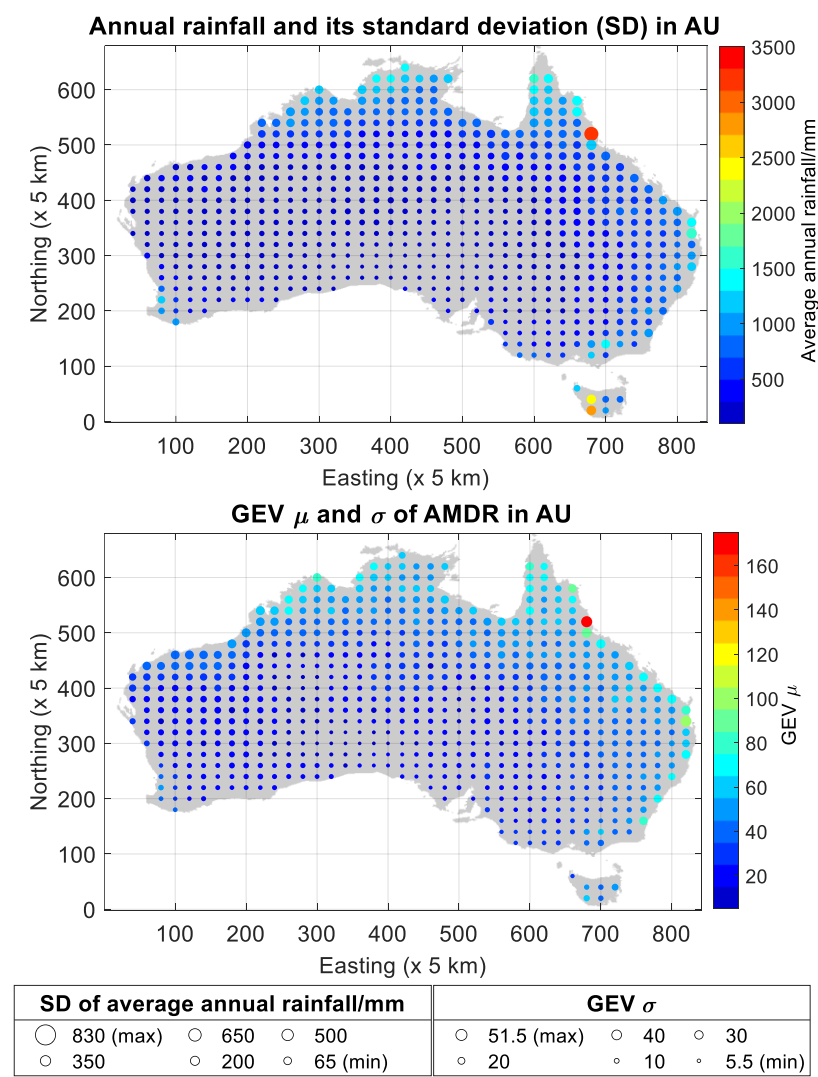 Annual rainfall and its standard deviation (SD) in AU
3500
3000
2500
2000
1500
1000
500
Average annual rainfall/mm
600
500
400
300
200
100
0
Northing (x 5 km)
100 200 300 400 500 600 700 800
Easting (x 5 km)
GEV μ and σ of AMDR in AU
160
140
120
100
80
60
40
20
GEV μ
600
500
400
300
200
100
0
Northing (x 5 km)
100 200 300 400 500 600 700 800
Easting (x 5 km)
SD of average annual rainfall/mm
830 (max) 650 500
350 200 65 (min)
GEV σ
51.5 (max) 40 30
20 10 5.5 (min)